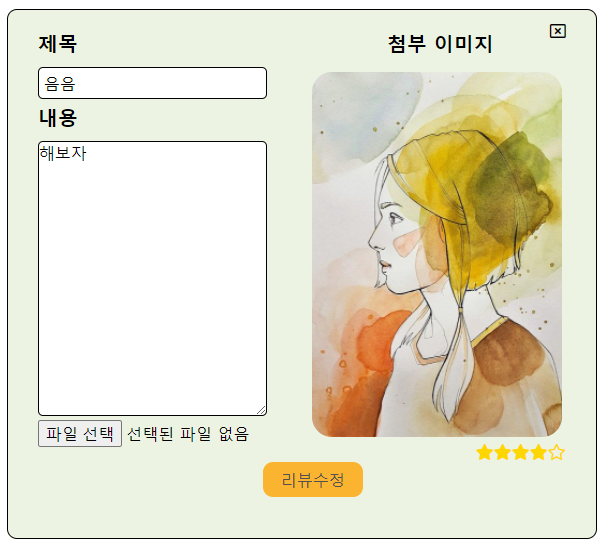 제목
음음
내용
해보자
파일 선택 선택된 파일 없음
첨부 이미지
리뷰수정